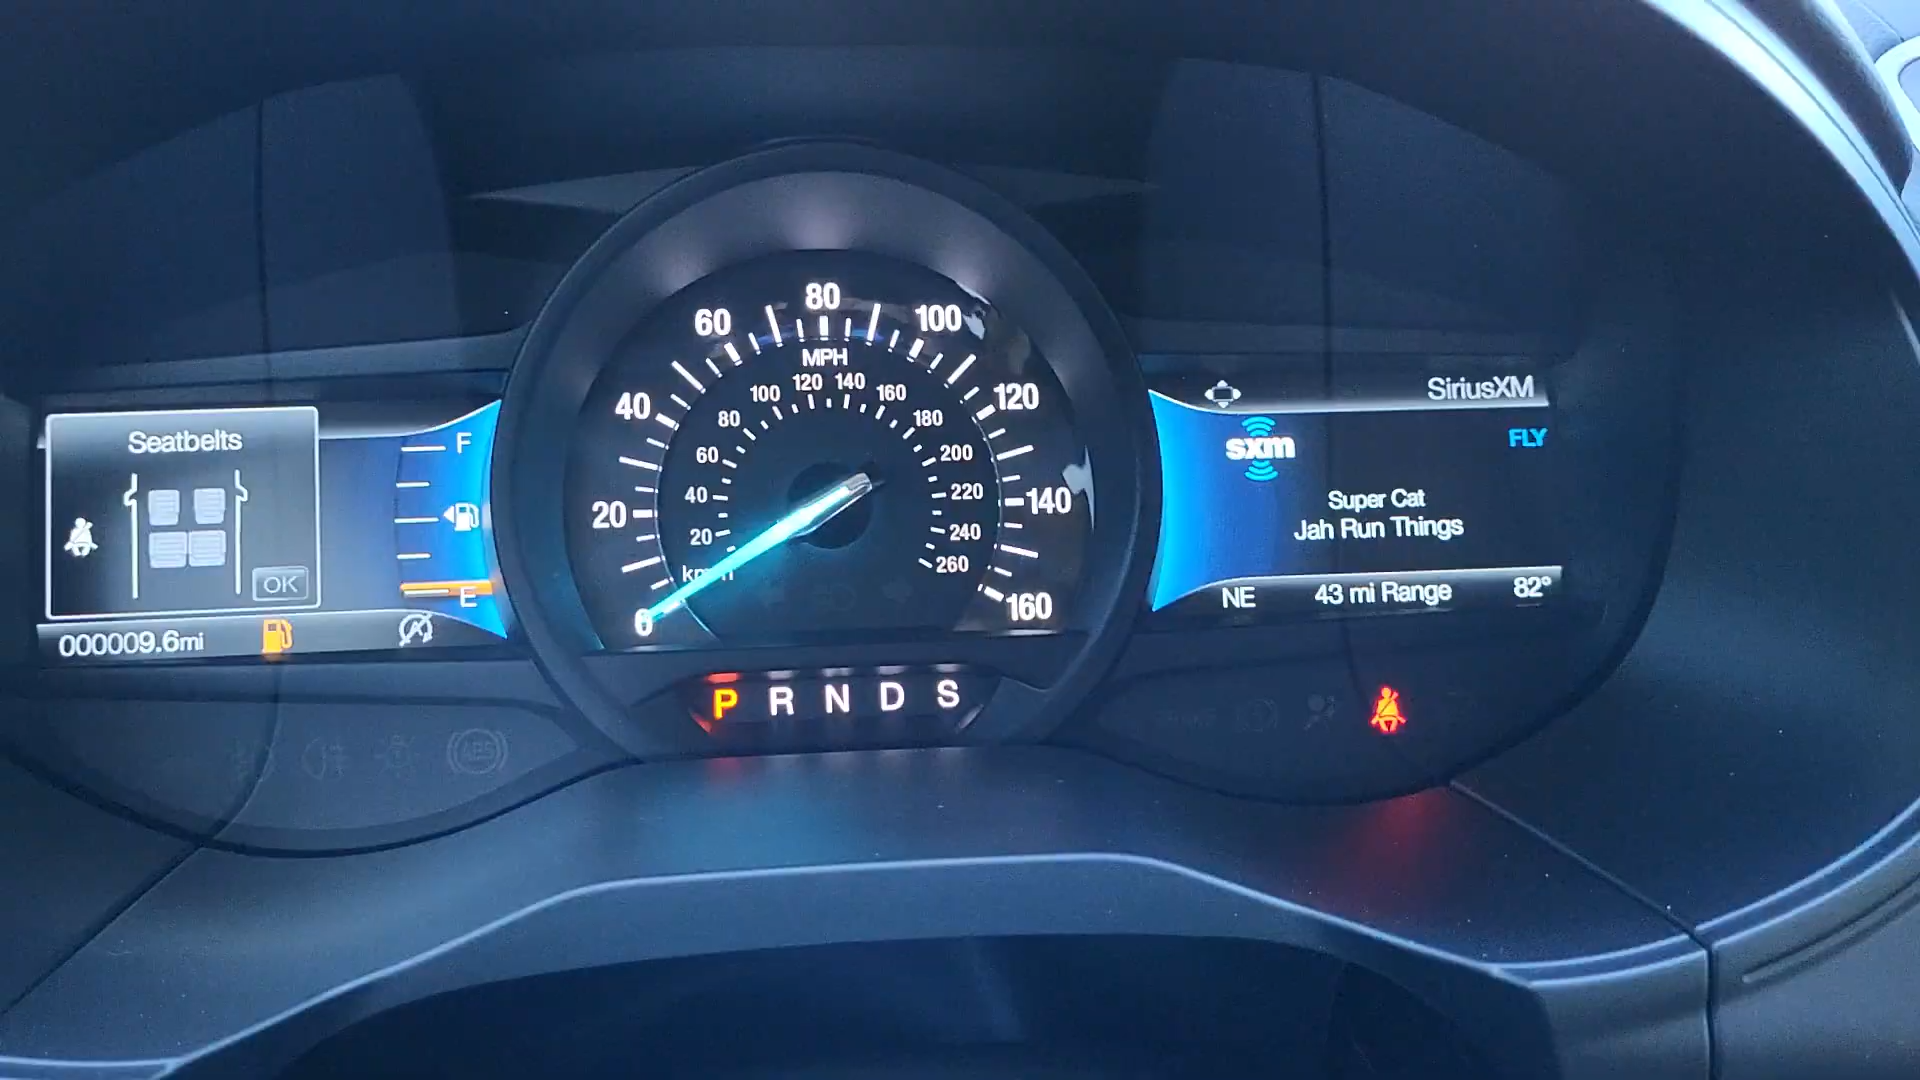 Seatbelts
OK
F
E
000009.6mi
0
20
40
60
80
100
120
140
160
MPH
km/h
20
40
60
80
100
120
140
160
180
200
220
240
260
P R N D S
SiriusXM
sxm
FLY
Super Cat
Jah Run Things
NE
43 mi Range
82°
ABS